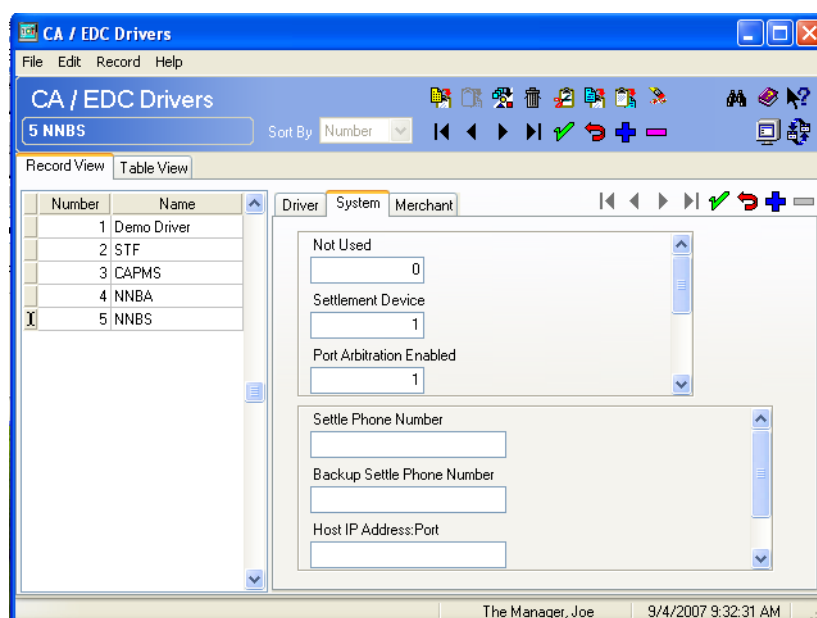 CA / EDC Drivers
File Edit Record Help
CA / EDC Drivers
5 NNBS
Sort By Number
Record View Table View
Number Name
1 Demo Driver
2 STF
3 CAPMS
4 NNBA
5 NNBS
Driver System Merchant
Not Used
0
Settlement Device
1
Port Arbitration Enabled
1
Settle Phone Number
Backup Settle Phone Number
Host IP Address:Port
The Manager, Joe 9/4/2007 9:32:31 AM